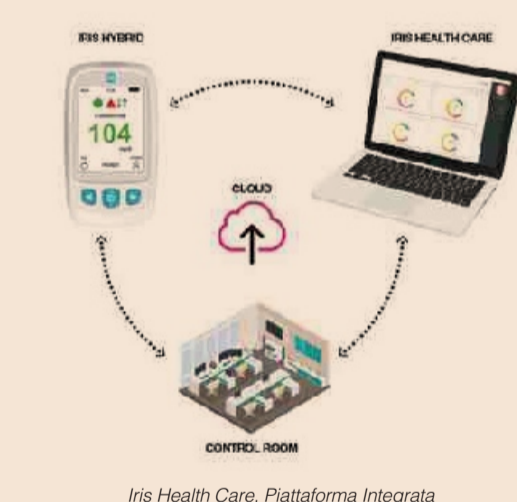 IRIS HYBRID
IRIS HEALTH CARE
104
CLOUD
CONTROL ROOM
Iris Health Care, Piattaforma Integrata